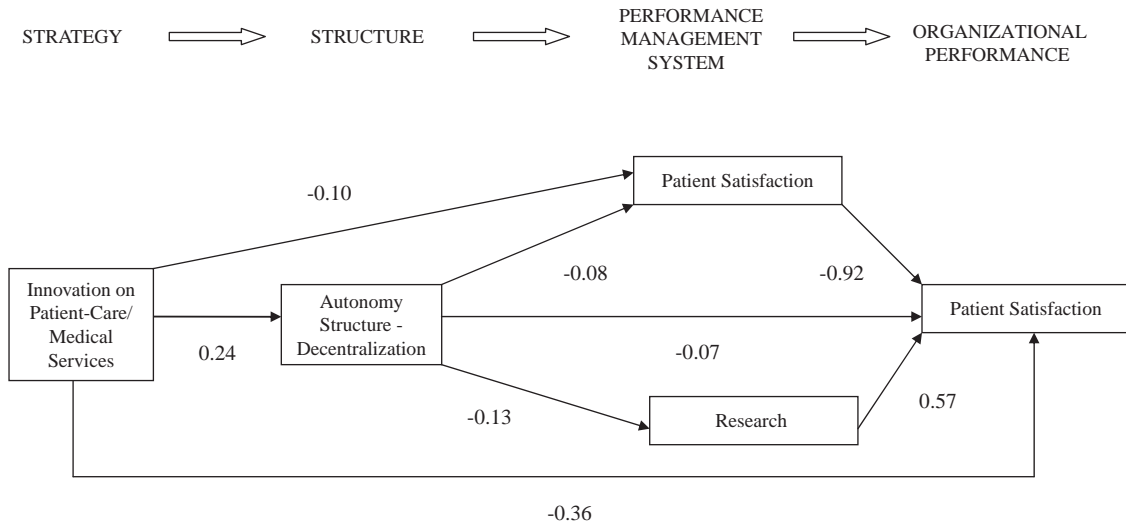 STRATEGY
STRUCTURE
PERFORMANCE
MANAGEMENT
SYSTEM
ORGANIZATIONAL
PERFORMANCE
Patient Satisfaction
-0.10
-0.08
-0.92
Innovation on
Patient-Care/
Medical
Services
Autonomy
Structure -
Decentralization
Patient Satisfaction
0.24
-0.07
-0.13
Research
0.57
-0.36